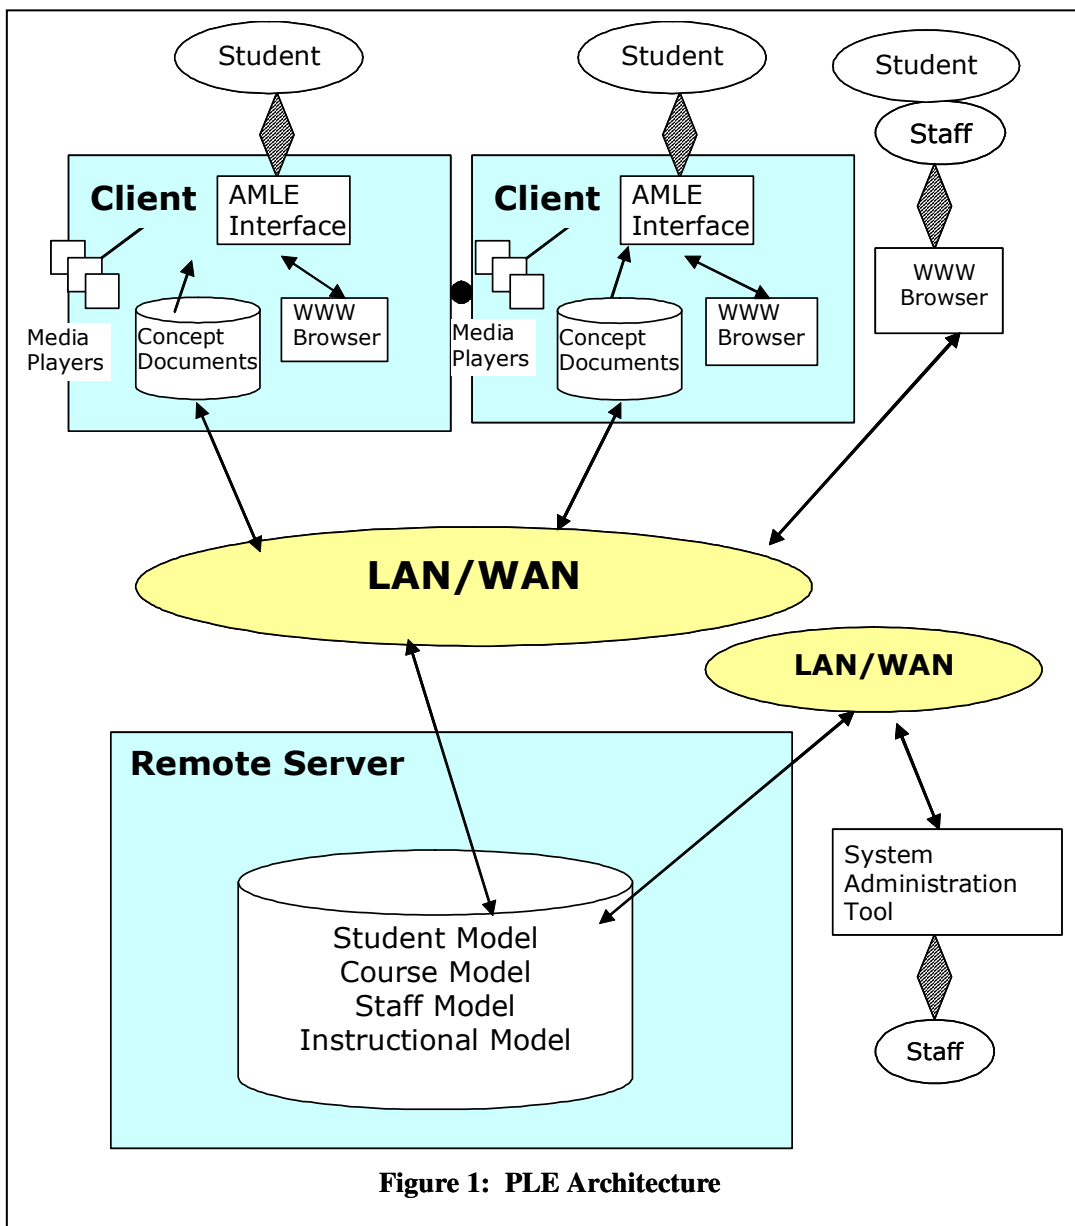 Student
Student
Student
Staff
Client
AMLE
Interface
Media
Players
Concept
Documents
WWW
Browser
Client
AMLE
Interface
Media
Players
Concept
Documents
WWW
Browser
WWW
Browser
LAN/WAN
LAN/WAN
Remote Server
Student Model
Course Model
Staff Model
Instructional Model
System
Administration
Tool
Staff
Figure 1: PLE Architecture